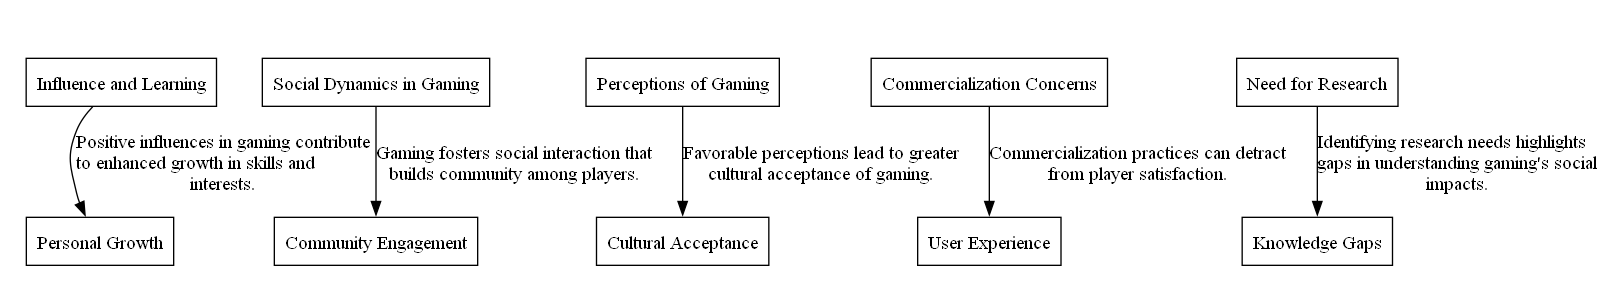 Influence and Learning
Social Dynamics in Gaming
Perceptions of Gaming
Commercialization Concerns
Need for Research
Positive influences in gaming contribute
to enhanced growth in skills and
interests.
Gaming fosters social interaction that
builds community among players.
Favorable perceptions lead to greater
cultural acceptance of gaming.
Commercialization practices can detract
from player satisfaction.
Identifying research needs highlights
gaps in understanding gaming's social
impacts.
Personal Growth
Community Engagement
Cultural Acceptance
User Experience
Knowledge Gaps